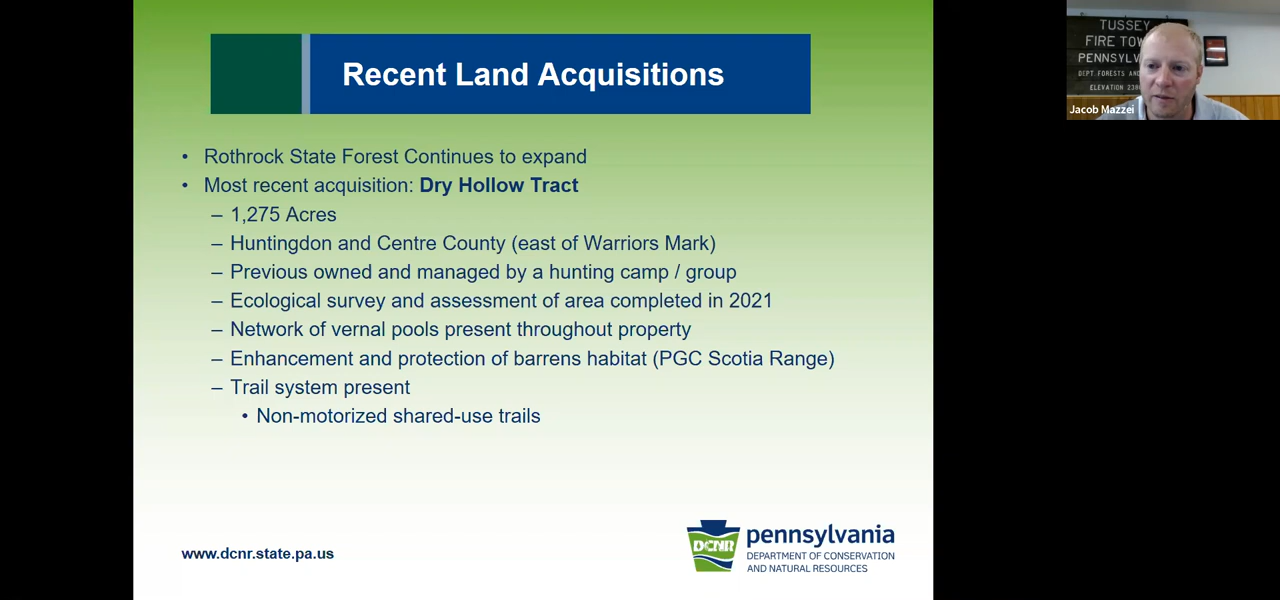 Recent Land Acquisitions
• Rothrock State Forest Continues to expand
• Most recent acquisition: Dry Hollow Tract
– 1,275 Acres
– Huntingdon and Centre County (east of Warriors Mark)
– Previous owned and managed by a hunting camp / group
– Ecological survey and assessment of area completed in 2021
– Network of vernal pools present throughout property
– Enhancement and protection of barrens habitat (PGC Scotia Range)
– Trail system present
• Non-motorized shared-use trails
www.dcnr.state.pa.us
DCNR
pennsylvania
DEPARTMENT OF CONSERVATION
AND NATURAL RESOURCES
TUSSEY
FIRE TOW
PENNSYLV
DEPT FORESTS AND
ELEVATION 23
Jacob Mazzei